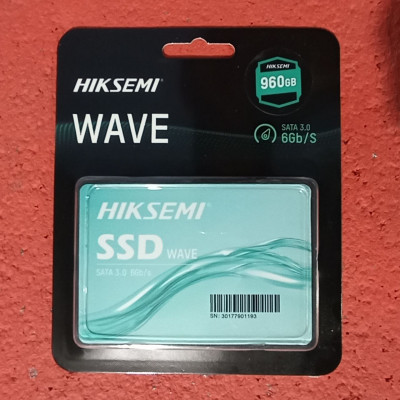 HIKSEMI
960GB
HIKSEMI
WAVE
SATA 3.0
6Gb/S
HIKSEMI
SSD WAVE
SATA 3.0 6Gb/s
SN: 30177901193